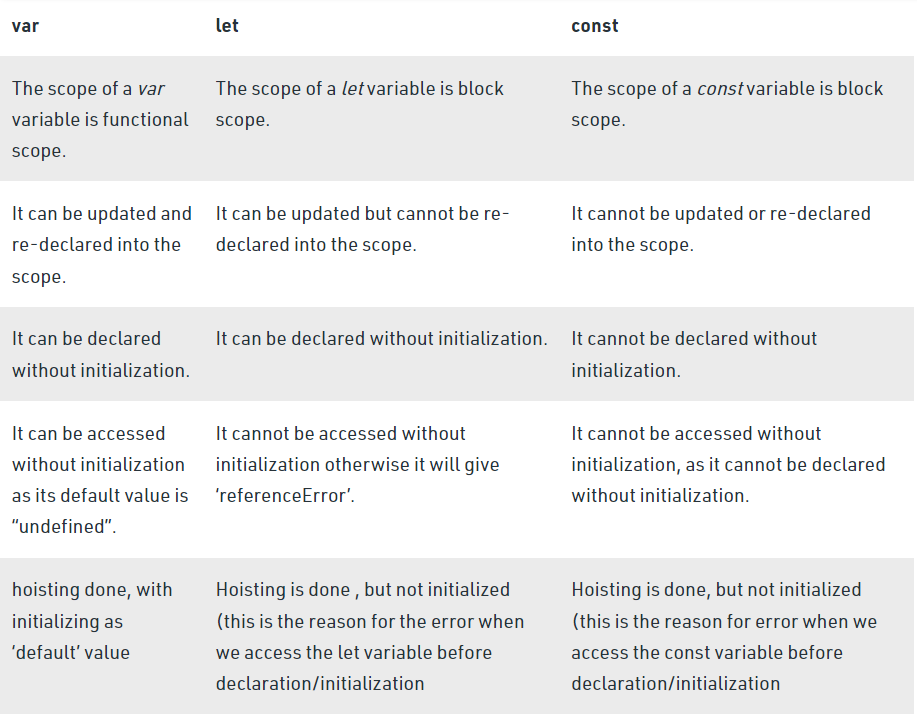 var let const
The scope of a var
variable is functional
scope.
The scope of a let variable is block
scope.
The scope of a const variable is block
scope.
It can be updated and
re-declared into the
scope.
It can be updated but cannot be re-
declared into the scope.
It cannot be updated or re-declared
into the scope.
It can be declared
without initialization.
It can be declared without initialization.
It cannot be declared without
initialization.
It can be accessed
without initialization
as its default value is
“undefined”.
It cannot be accessed without
initialization otherwise it will give
‘referenceError’.
It cannot be accessed without
initialization, as it cannot be declared
without initialization.
hoisting done, with
initializing as
‘default’ value
Hoisting is done , but not initialized
(this is the reason for the error when
we access the let variable before
declaration/initialization
Hoisting is done, but not initialized
(this is the reason for error when we
access the const variable before
declaration/initialization